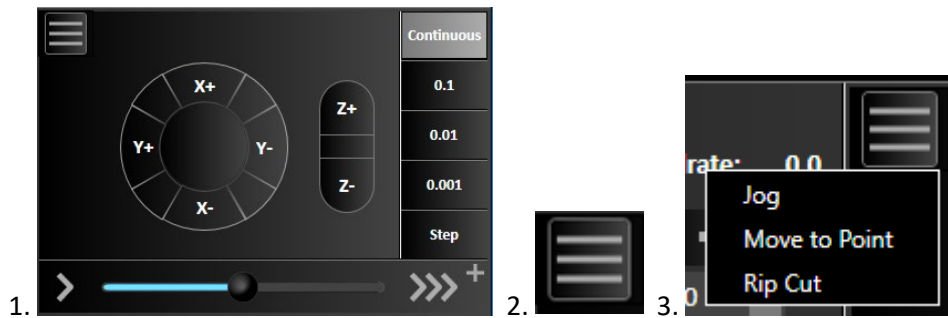 Continuous
X+
0.1
Z+
0.01
Y+ Y-
Z- 0.001
X-
Step
+
1. 2. 3.
rate: 0.0
Jog
Move to Point
Rip Cut
0